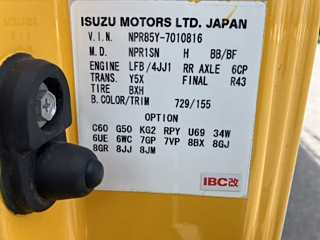 ISUZU MOTORS LTD. JAPAN
V.I.N. NPR85Y-7010816
M.D. NPR1SN H BB/BF
ENGINE LFB/4JJ1 RR AXLE 6CP
TRANS. Y5X FINAL R43
TIRE BXH
B.COLOR/TRIM 729/155
OPTION
C60 G50 KG2 RPY U69 34W
6UE 6WC 7GP 7VP 8BX 8GJ
8GR 8JJ 8JM
IBC改